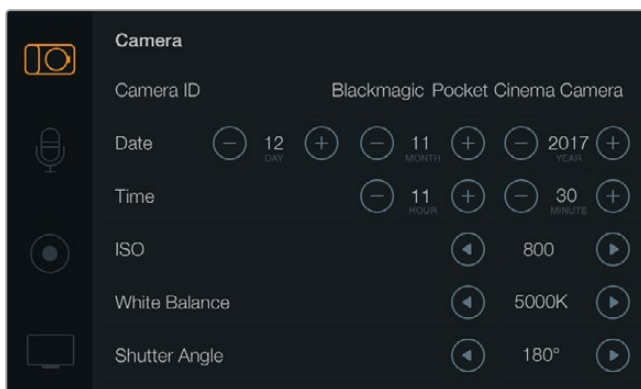 Camera
Camera ID Blackmagic Pocket Cinema Camera
Date − 12 + − 11 + − 2017 +
DAY MONTH YEAR
Time − 11 + − 30 +
HOUR MINUTE
ISO 800
White Balance 5000K
Shutter Angle 180°